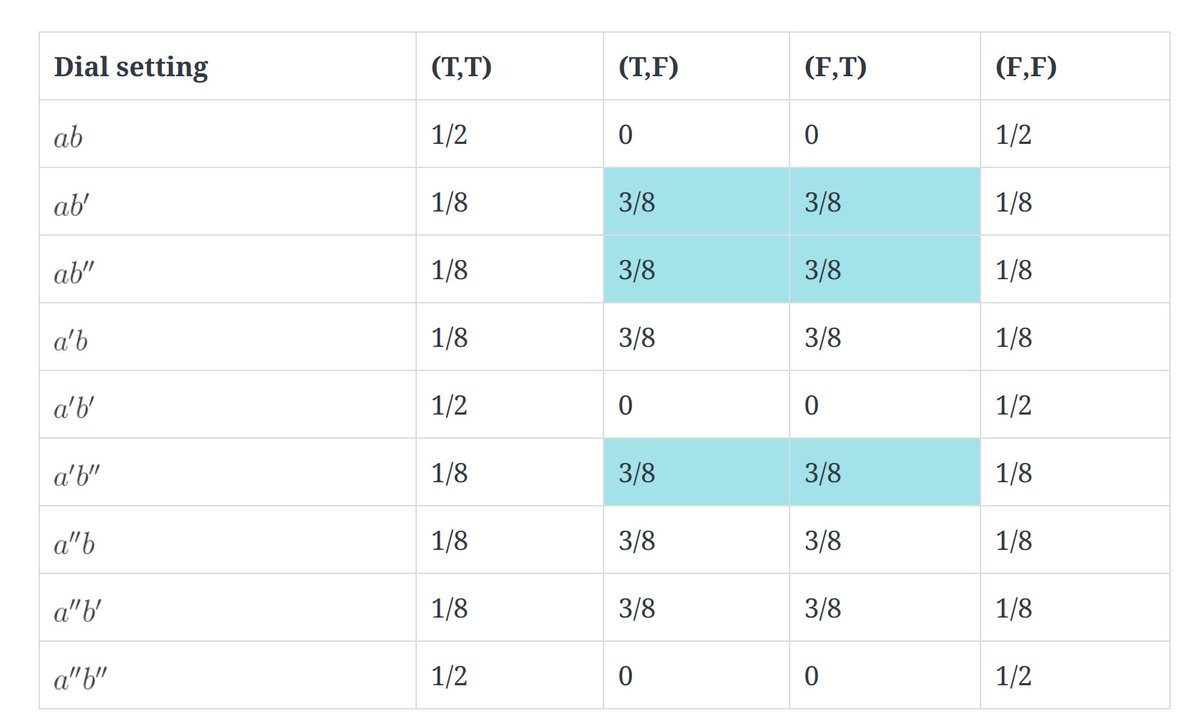 Dial setting (T,T) (T,F) (F,T) (F,F)
ab 1/2 0 0 1/2
ab′ 1/8 3/8 3/8 1/8
ab″ 1/8 3/8 3/8 1/8
a′b 1/8 3/8 3/8 1/8
a′b′ 1/2 0 0 1/2
a′b″ 1/8 3/8 3/8 1/8
a″b 1/8 3/8 3/8 1/8
a″b′ 1/8 3/8 3/8 1/8
a″b″ 1/2 0 0 1/2